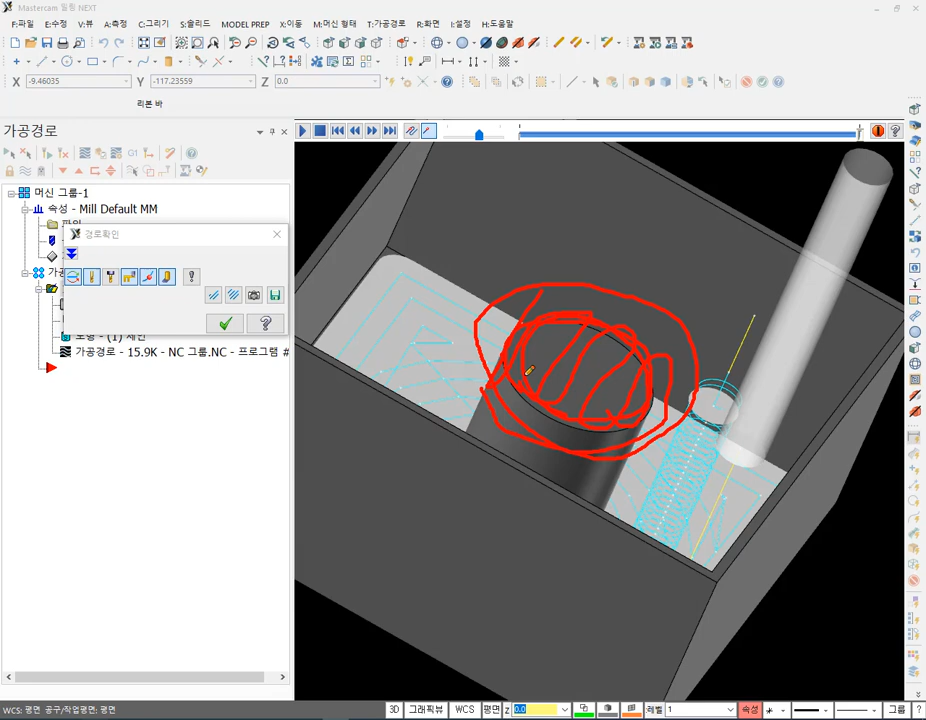 Mastercam 밀링 NEXT
F:파일 E:수정 V:뷰 A:측정 C:그리기 S:솔리드 MODEL PREP X:이동 M:머신 형태 T:가공경로 R:화면 I:설정 H:도움말
X -9.46035 Y -117.23559 Z 0.0
리본 바
가공경로
머신 그룹-1
속성 - Mill Default MM
경로확인
가공경로 - 15.9K - NC 그룹.NC - 프로그램 #
WCS: 평면 공구/작업평면: 평면 3D 그래픽뷰 WCS 평면 Z 0.0 레벨 1 속성 그룹